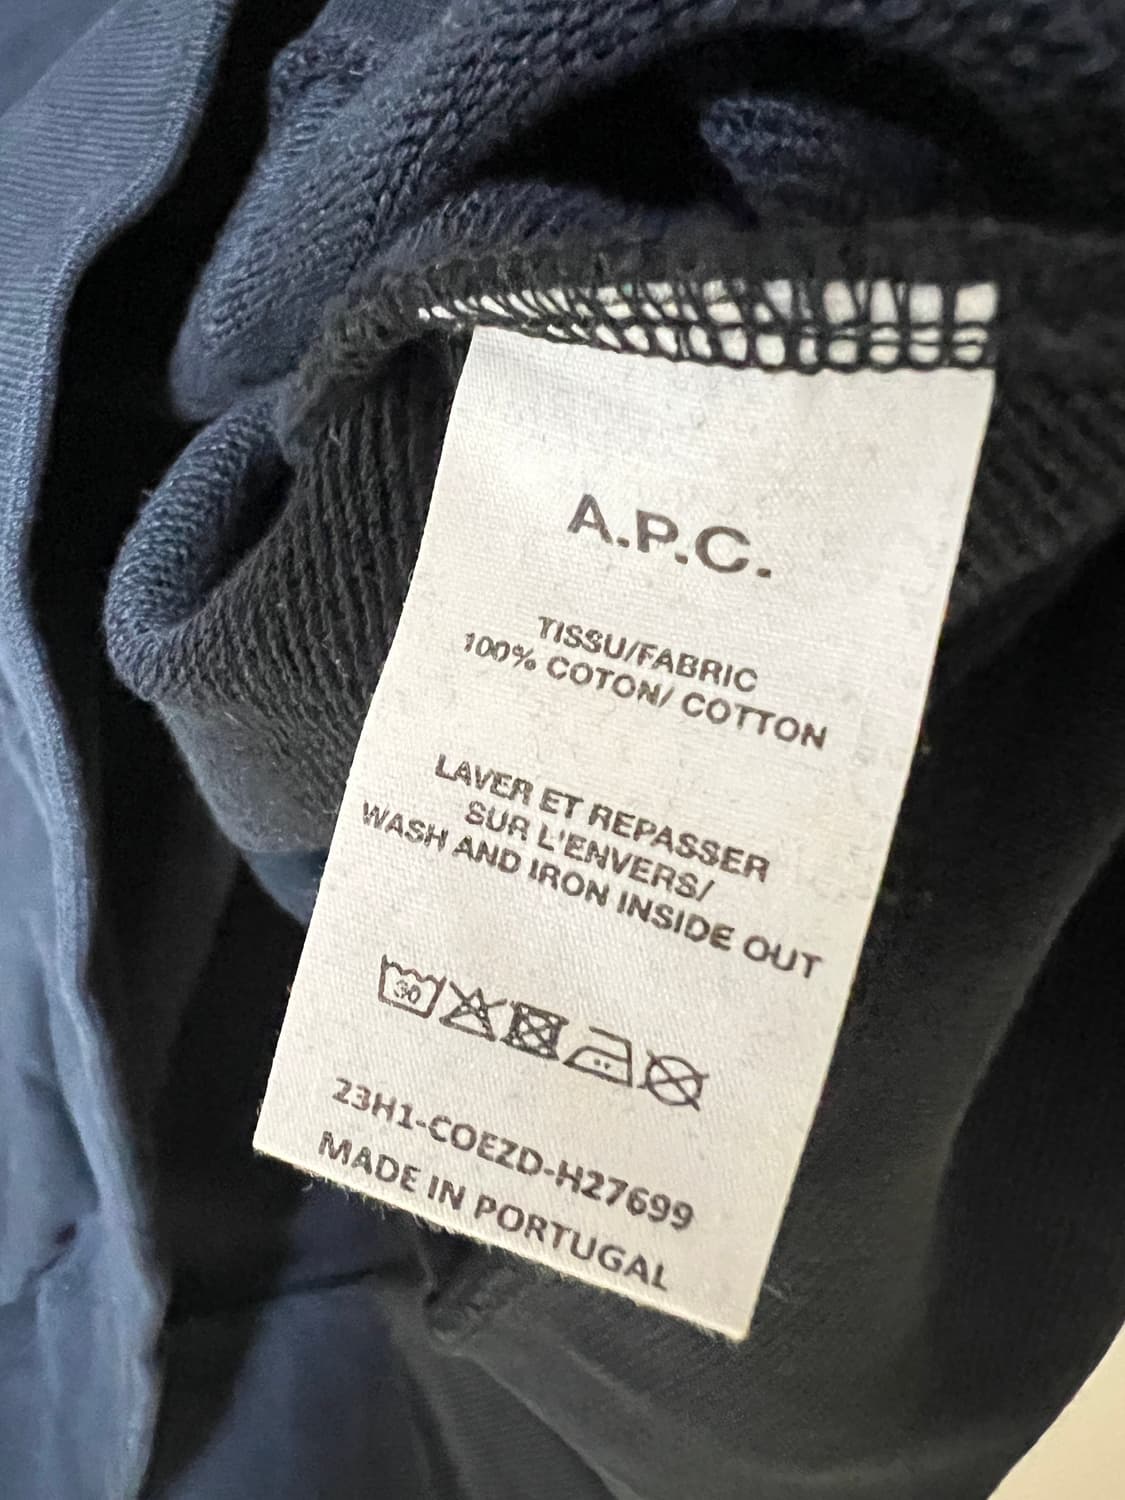 A.P.C.
TISSU/FABRIC
100% COTON/ COTTON
LAVER ET REPASSER
SUR L'ENVERS/
WASH AND IRON INSIDE OUT
30
23H1-COEZD-H27699
MADE IN PORTUGAL